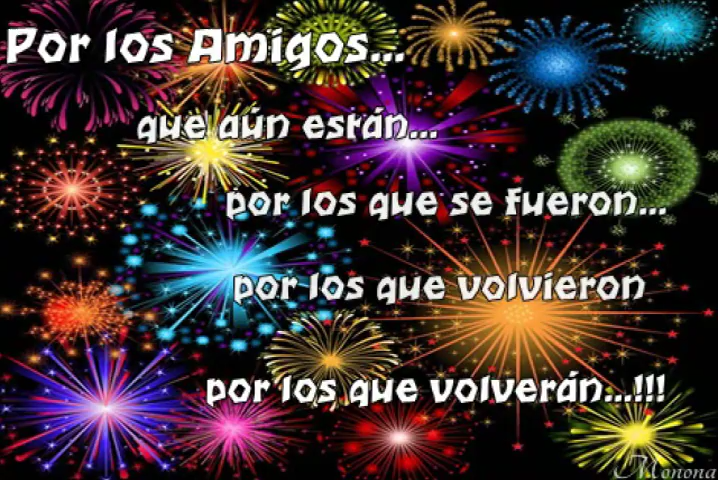 Por los Amigos...
que aún están...
por los que se fueron...
por los que volvieron
por los que volverán...!!!
Monona